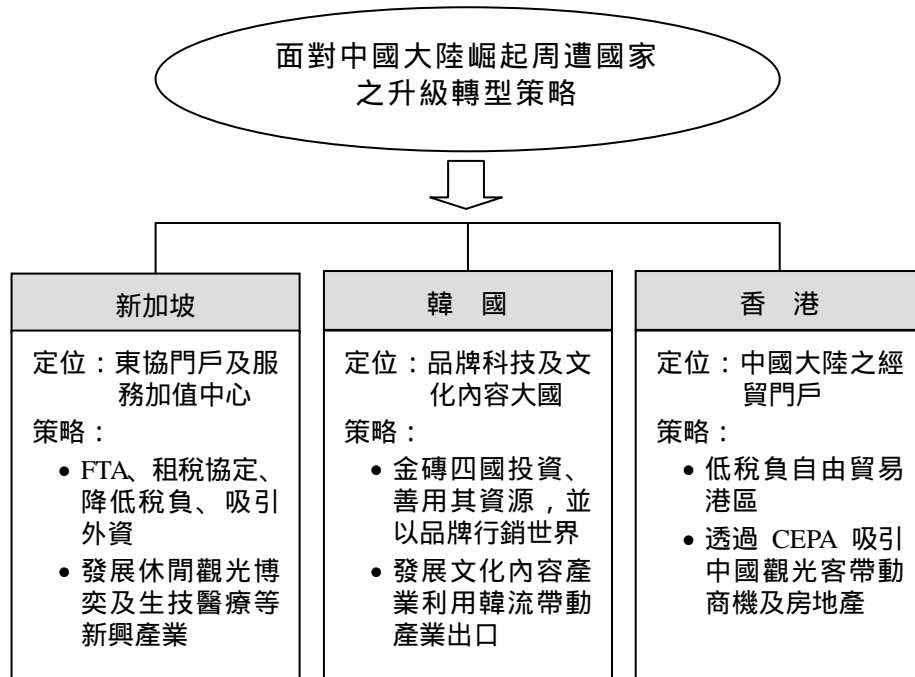 面對中國大陸崛起周遭國家
之升級轉型策略
新加坡
定位：東協門戶及服
務加值中心
策略：
• FTA、租稅協定、
降低稅負、吸引
外資
• 發展休閒觀光博
奕及生技醫療等
新興產業
韓 國
定位：品牌科技及文
化內容大國
策略：
• 金磚四國投資、
善用其資源，並
以品牌行銷世界
• 發展文化內容產
業利用韓流帶動
產業出口
香 港
定位：中國大陸之經
貿門戶
策略：
• 低稅負自由貿易
港區
• 透過 CEPA 吸引
中國觀光客帶動
商機及房地產